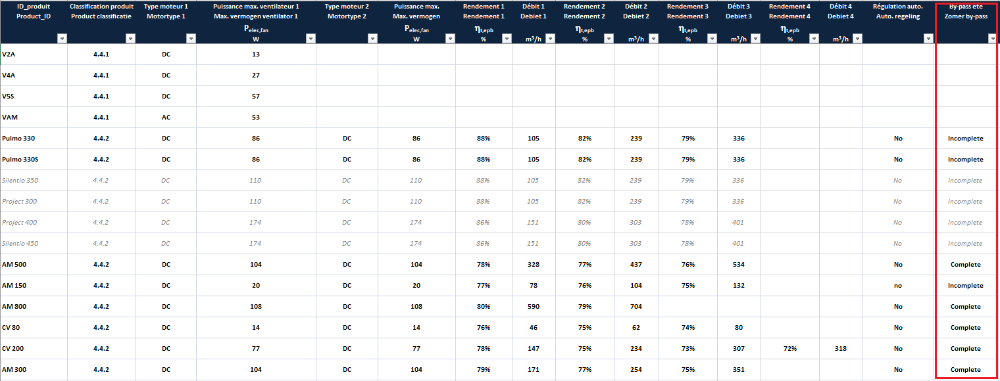 ID_produit Classification produit Type moteur 1 Puissance max. ventilateur 1 Type moteur 2 Puissance max. Rendement 1 Débit 1 Rendement 2 Débit 2 Rendement 3 Débit 3 Rendement 4 Débit 4 Régulation auto. By-pass ete
Product_ID Product classificatie Motortype 1 Max. vermogen ventilator 1 Motortype 2 Max. vermogen Rendement 1 Debiet 1 Rendement 2 Debiet 2 Rendement 3 Debiet 3 Rendement 4 Debiet 4 Auto. regeling Zomer by-pass
Pelec,fan Pelec,fan ηt,epb ηt,epb ηt,epb ηt,epb
W W % m³/h % m³/h % m³/h % m³/h
V2A 4.4.1 DC 13
V4A 4.4.1 DC 27
V5S 4.4.1 DC 57
VAM 4.4.1 AC 53
Pulmo 330 4.4.2 DC 86 DC 86 88% 105 82% 239 79% 336 No Incomplete
Pulmo 330S 4.4.2 DC 86 DC 86 88% 105 82% 239 79% 336 No Incomplete
Silentio 350 4.4.2 DC 110 DC 110 88% 105 82% 239 79% 336 No Incomplete
Project 300 4.4.2 DC 110 DC 110 88% 105 82% 239 79% 336 No Incomplete
Project 400 4.4.2 DC 174 DC 174 86% 151 80% 303 78% 401 No Incomplete
Silentio 450 4.4.2 DC 174 DC 174 86% 151 80% 303 78% 401 No Incomplete
AM 500 4.4.2 DC 104 DC 104 78% 328 77% 437 76% 534 No Complete
AM 150 4.4.2 DC 20 DC 20 77% 78 76% 104 75% 132 no Incomplete
AM 800 4.4.2 DC 108 DC 108 80% 590 79% 704 No Complete
CV 80 4.4.2 DC 14 DC 14 76% 46 75% 62 74% 80 No Complete
CV 200 4.4.2 DC 77 DC 77 78% 147 75% 234 73% 307 72% 318 No Complete
AM 300 4.4.2 DC 104 DC 104 79% 171 77% 254 75% 351 No Complete